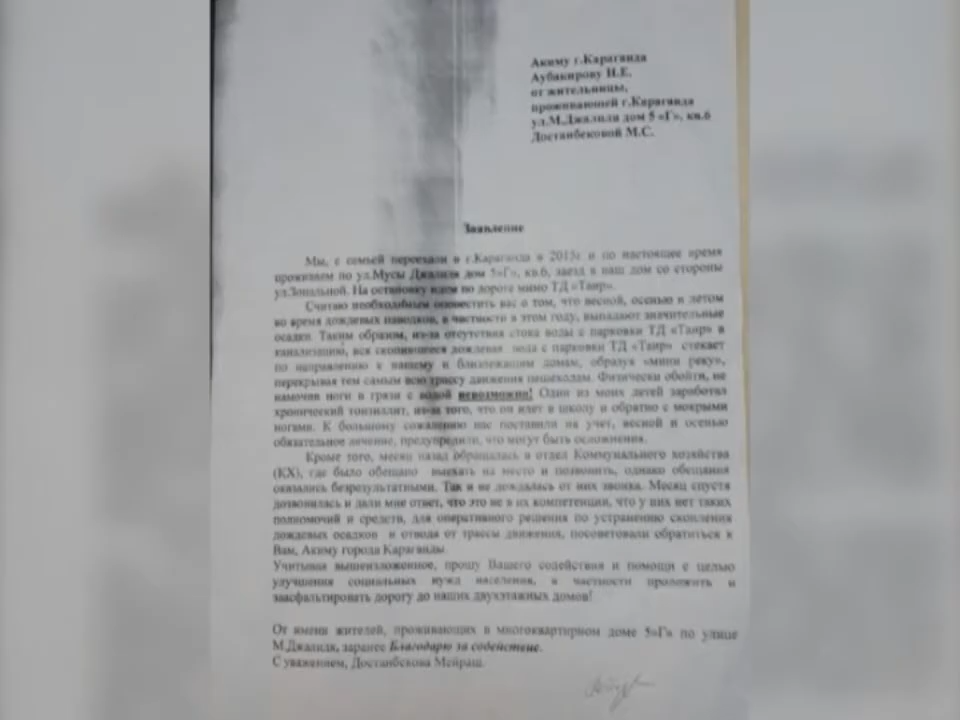 Акиму г.Караганда
Аубакирову Н.Е.
от жительницы,
проживающей г.Караганда
ул.М.Джалиля дом 5 «Г», кв.6
Достанбековой М.С.
Заявление
Мы, с семьей переехали в г.Караганда в 2013г и по настоящее время
проживаем по ул.Мусы Джалиля дом 5«Г», кв.6, заезд в наш дом со стороны
ул.Зональной. На остановку идем по дороге мимо ТД «Таир».
Считаю необходимым оповестить вас о том, что весной, осенью и летом
во время дождевых паводков, в частности в этом году, выпадают значительные
осадки. Таким образом, из-за отсутствия стока воды с парковки ТД «Таир» в
канализацию, вся скопившееся дождевая вода с парковки ТД «Таир» стекает
по направлению к нашему и близлежащим домам, образуя «мини реку»,
перекрывая тем самым всю трассу движения пешеходам. Физически обойти, не
намочив ноги в грязи с водой невозможно! Один из моих детей заработал
хронический тонзиллит, из-за того, что он идет в школу и обратно с мокрыми
ногами. К большому сожалению нас поставили на учет, весной и осенью
обязательное лечение, предупредили, что могут быть осложнения.
Кроме того, месяц назад обращалась в отдел Коммунального хозяйства
(КХ), где было обещано выехать на место и позвонить, однако обещания
оказались безрезультатными. Так и не дождалась от них звонка. Месяц спустя
дозвонилась и дали мне ответ, что это не в их компетенции, что у них нет таких
полномочий и средств, для оперативного решения по устранению скопления
дождевых осадков и отвода от трассы движения, посоветовали обратиться к
Вам, Акиму города Караганды.
Учитывая вышеизложенное, прошу Вашего содействия и помощи с целью
улучшения социальных нужд населения, в частности проложить и
заасфальтировать дорогу до наших двухэтажных домов!
От имени жителей, проживающих в многоквартирном доме 5»Г» по улице
М.Джалиля, заранее Благодарю за содействие.
С уважением, Достанбекова Мейраш.